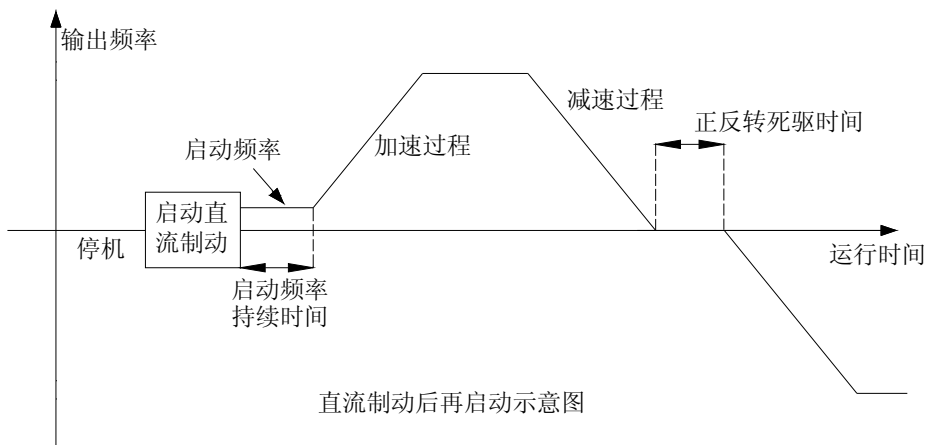 输出频率
减速过程
正反转死驱时间
启动频率
加速过程
启动直
流制动
停机
运行时间
启动频率
持续时间
直流制动后再启动示意图